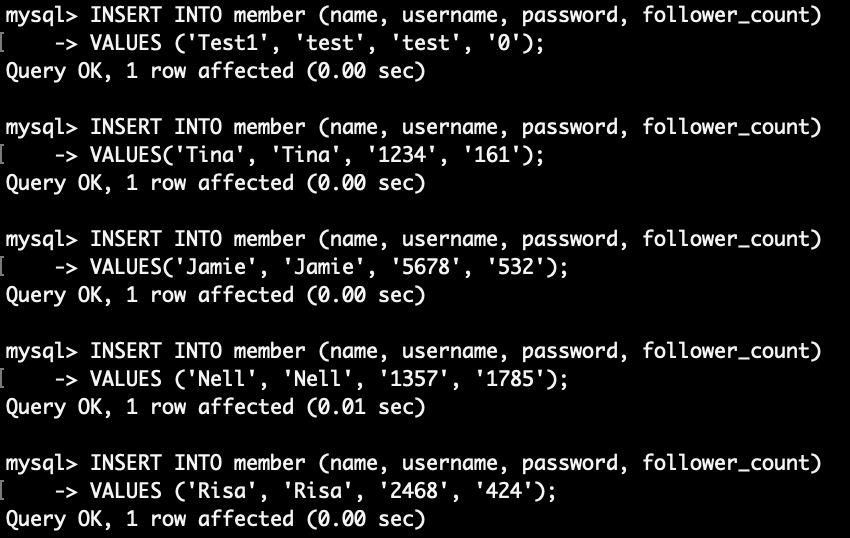 mysql> INSERT INTO member (name, username, password, follower_count)
    -> VALUES ('Test1', 'test', 'test', '0');
Query OK, 1 row affected (0.00 sec)

mysql> INSERT INTO member (name, username, password, follower_count)
    -> VALUES('Tina', 'Tina', '1234', '161');
Query OK, 1 row affected (0.00 sec)

mysql> INSERT INTO member (name, username, password, follower_count)
    -> VALUES('Jamie', 'Jamie', '5678', '532');
Query OK, 1 row affected (0.00 sec)

mysql> INSERT INTO member (name, username, password, follower_count)
    -> VALUES ('Nell', 'Nell', '1357', '1785');
Query OK, 1 row affected (0.01 sec)

mysql> INSERT INTO member (name, username, password, follower_count)
    -> VALUES ('Risa', 'Risa', '2468', '424');
Query OK, 1 row affected (0.00 sec)